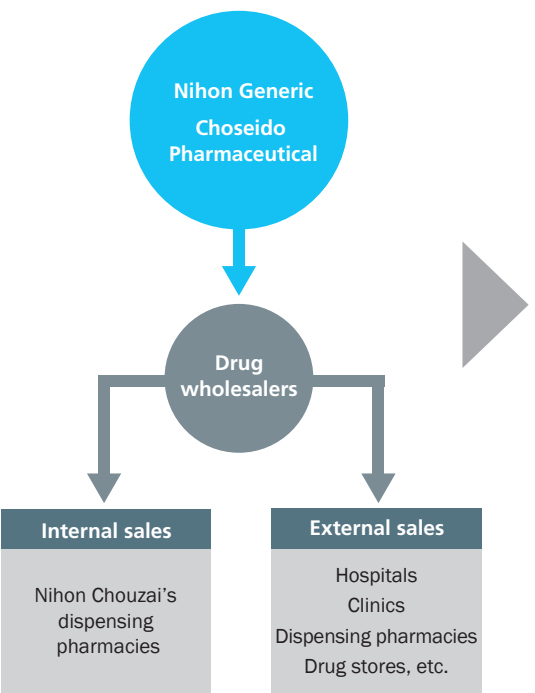 Nihon Generic
Choseido
Pharmaceutical
Drug
wholesalers
Internal sales
Nihon Chouzai's
dispensing
pharmacies
External sales
Hospitals
Clinics
Dispensing pharmacies
Drug stores, etc.